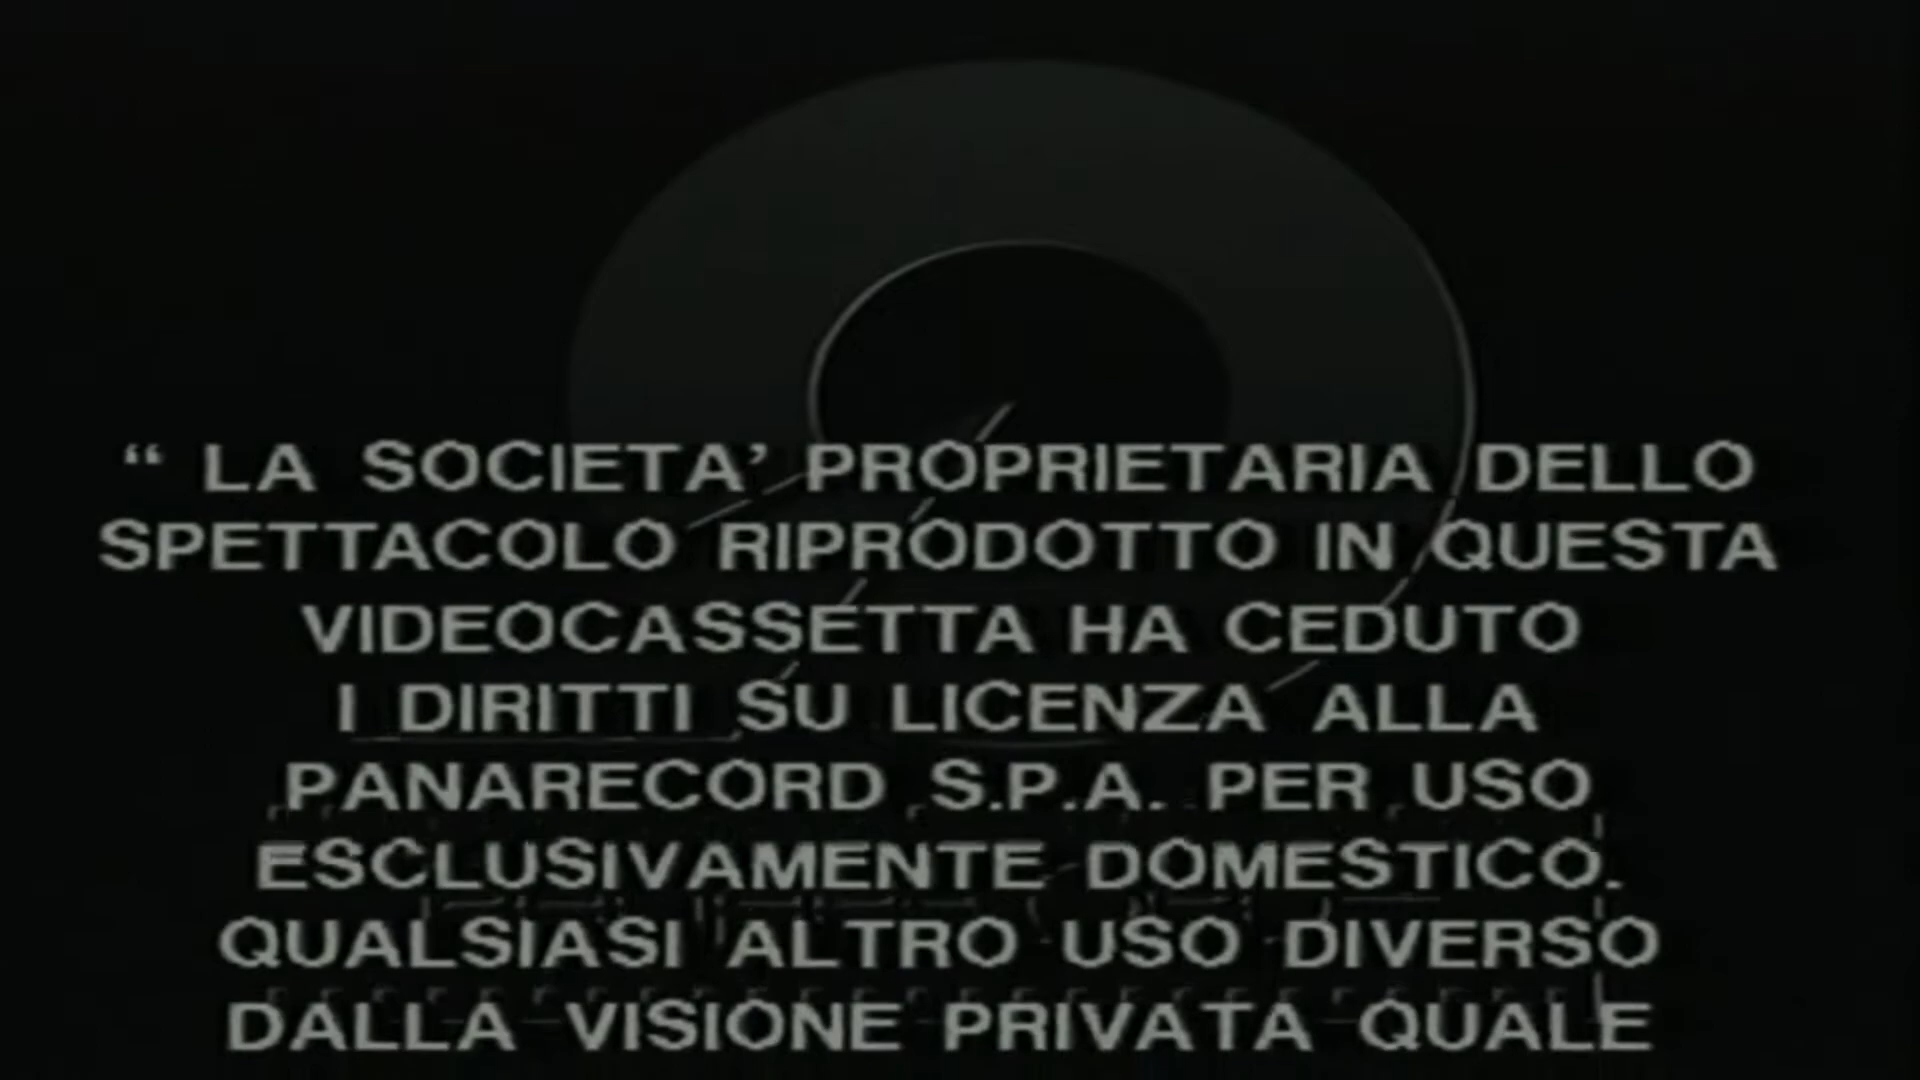 “ LA SOCIETA’ PROPRIETARIA DELLO
SPETTACOLO RIPRODOTTO IN QUESTA
VIDEOCASSETTA HA CEDUTO
I DIRITTI SU LICENZA ALLA
PANARECORD S.P.A. PER USO
ESCLUSIVAMENTE DOMESTICO.
QUALSIASI ALTRO USO DIVERSO
DALLA VISIONE PRIVATA QUALE